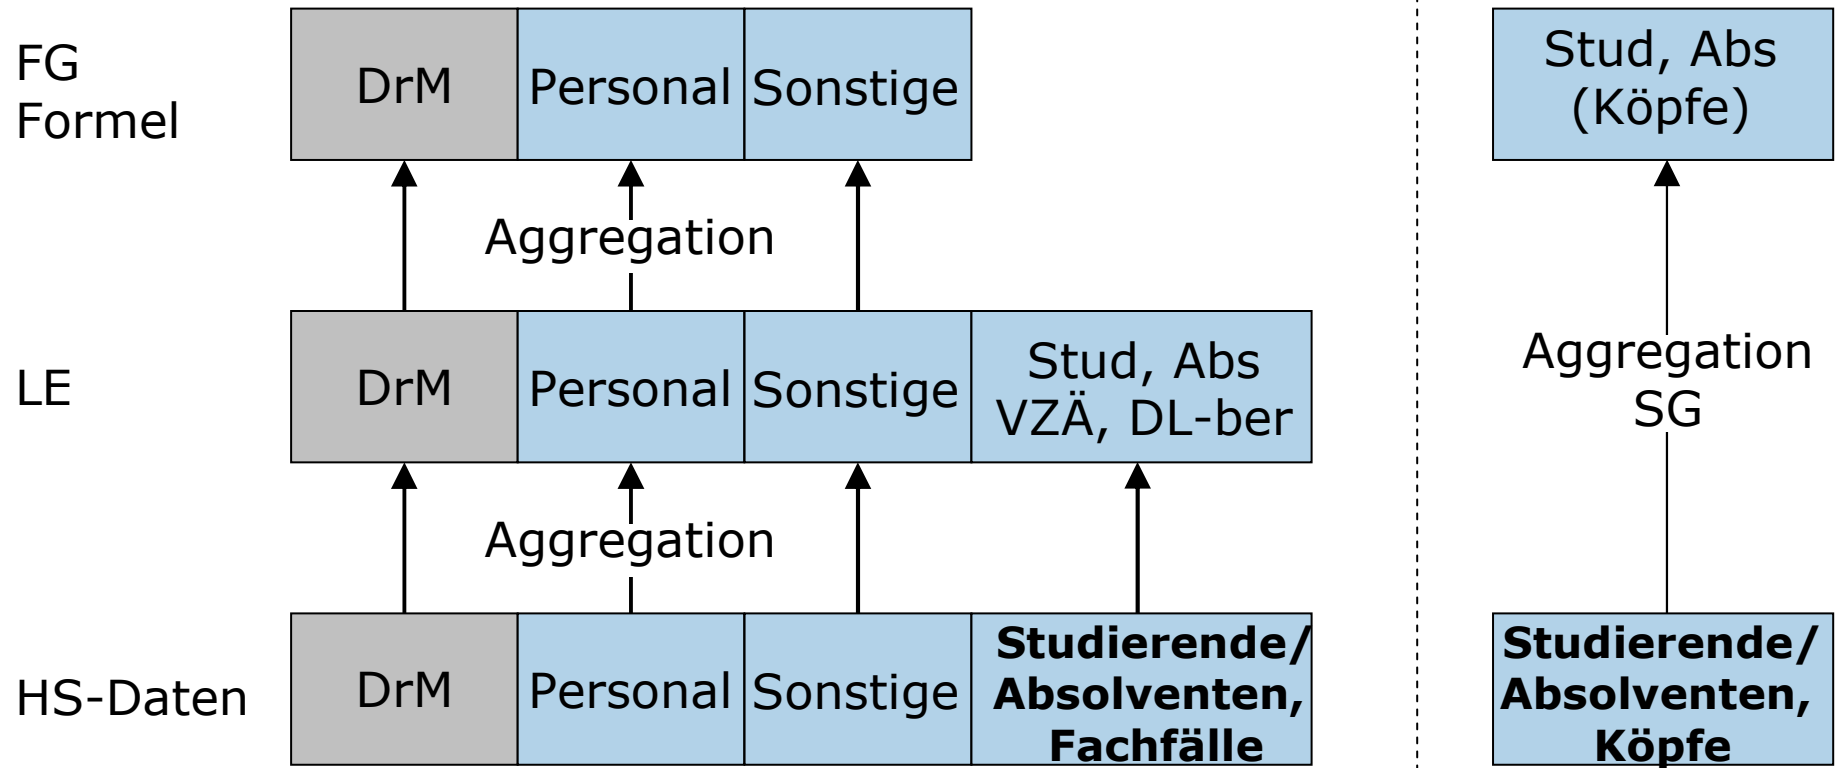 FG
Formel
DrM
Personal
Sonstige
Stud, Abs
(Köpfe)
Aggregation
LE
DrM
Personal
Sonstige
Stud, Abs
VZÄ, DL-ber
Aggregation
SG
Aggregation
HS-Daten
DrM
Personal
Sonstige
Studierende/
Absolventen,
Fachfälle
Studierende/
Absolventen,
Köpfe